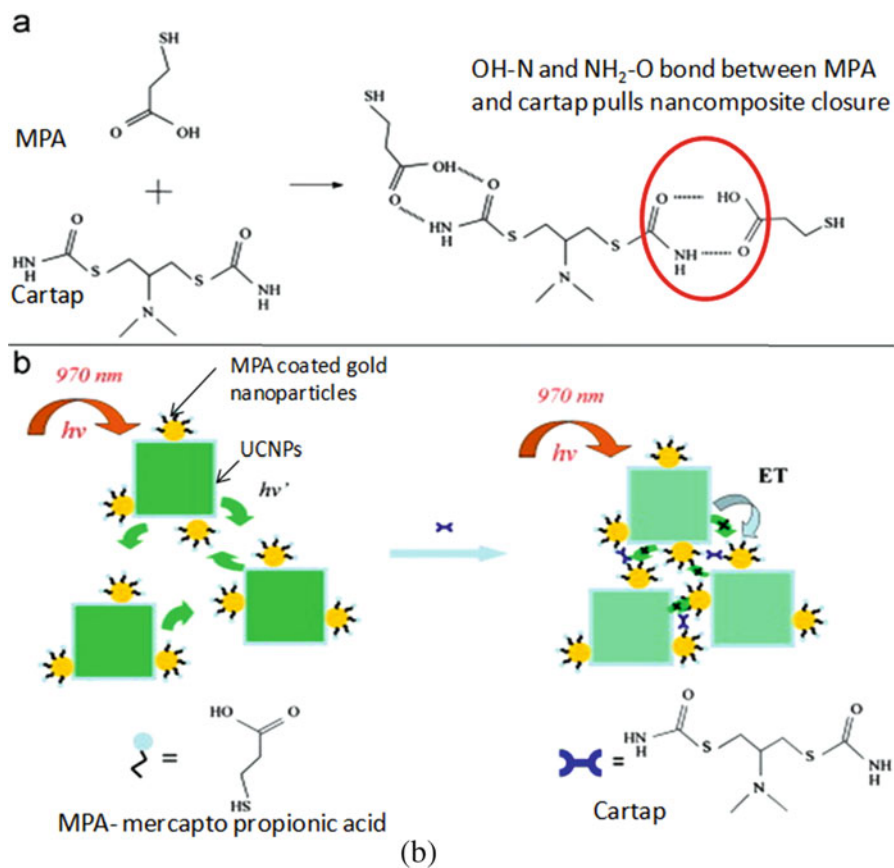 a
SH
O
OH
MPA
OH-N and NH₂-O bond between MPA
and cartap pulls nancomposite closure
SH
OH
O
O
NH
H
S
S
N
O
NH
H
HO
O
SH
O
HN
H
S
S
O
N
H
N
Cartap
b
970 nm
hν
MPA coated gold
nanoparticles
UCNPs
hν'
970 nm
hν
ET
HO
O
=
HS
MPA- mercapto propionic acid
=
O
HN
H
S
S
O
NH
H
N
Cartap
(b)